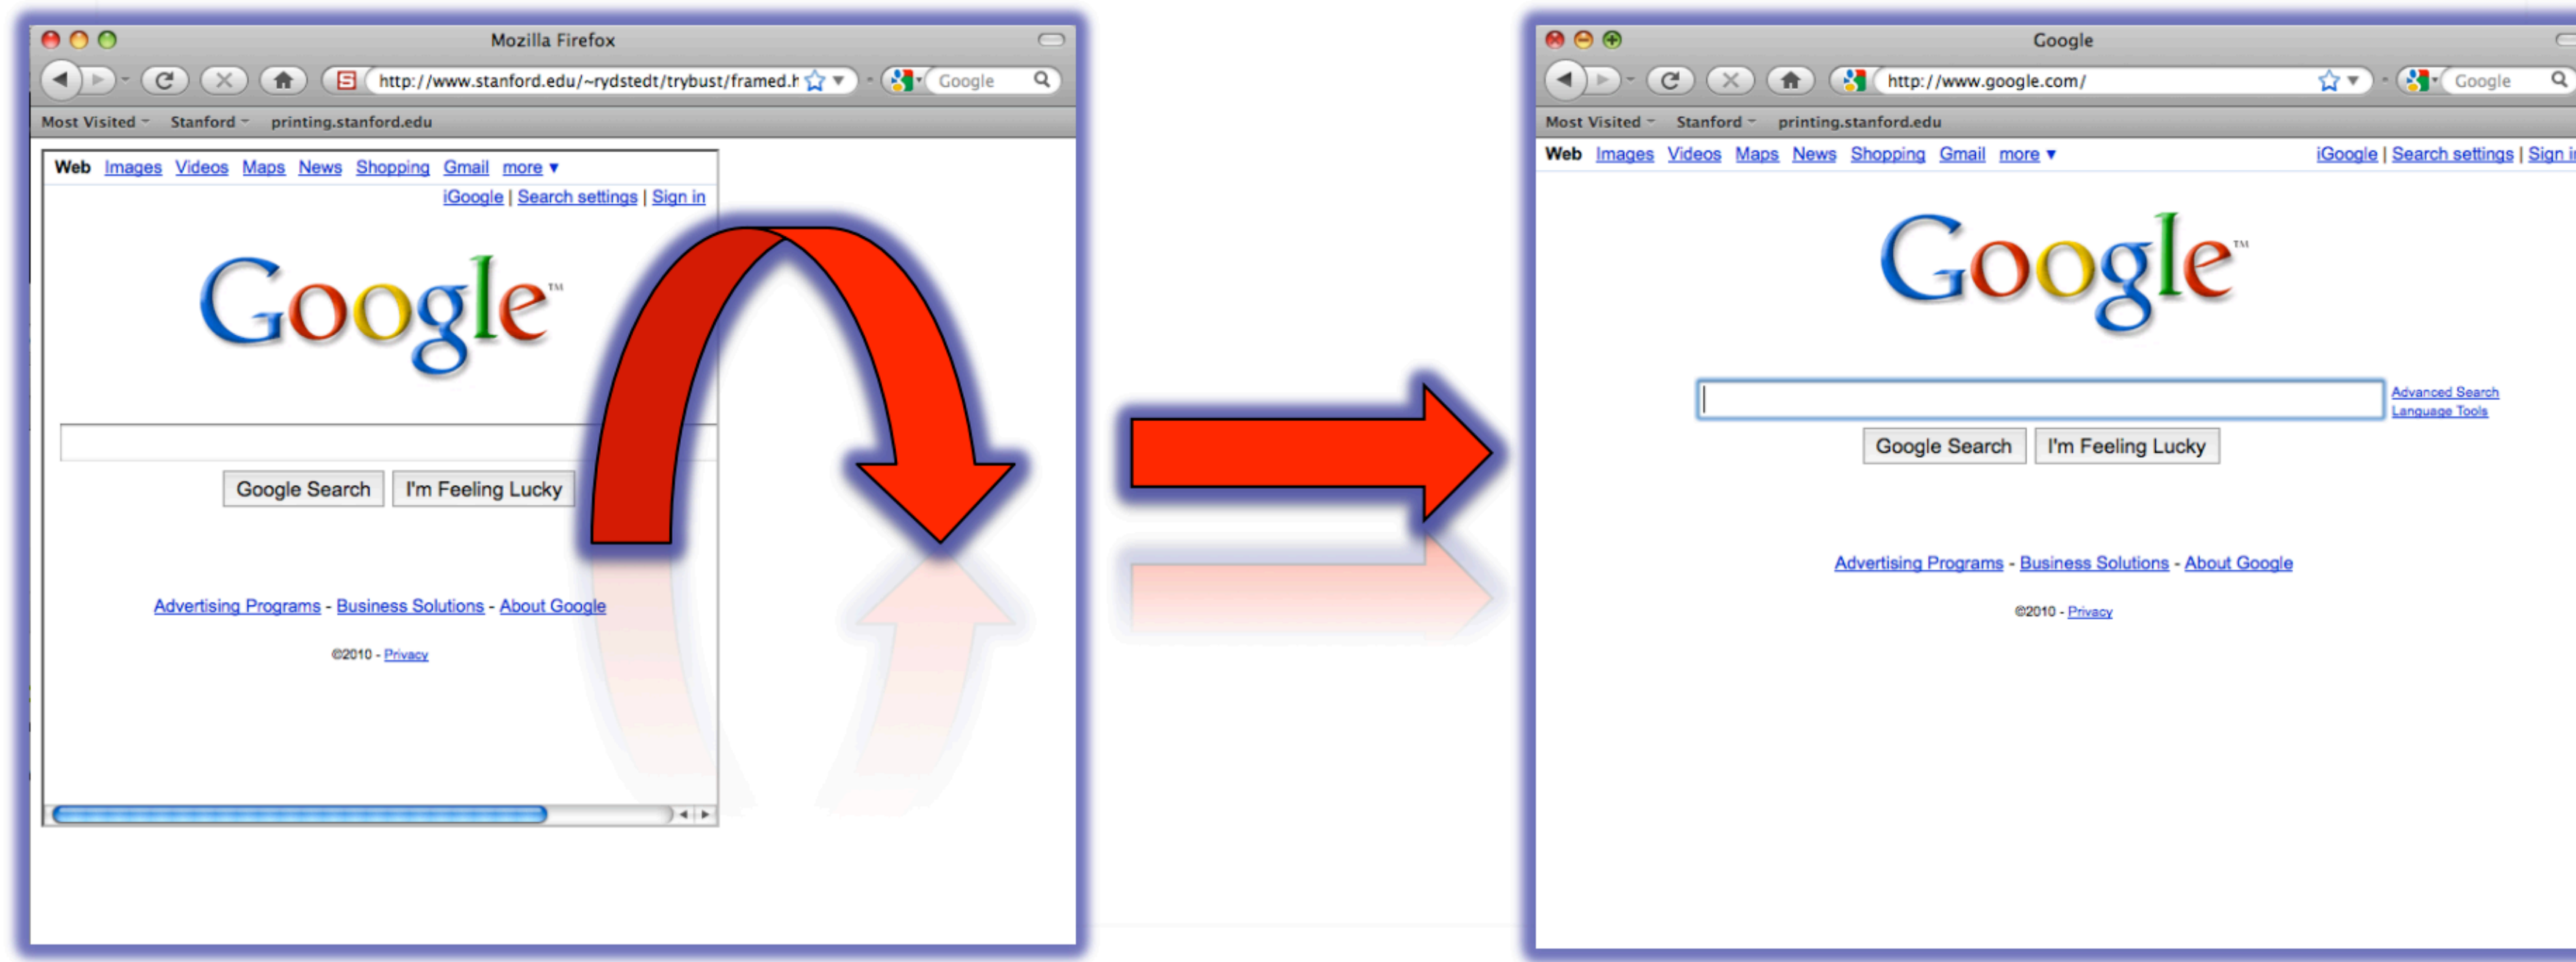 Mozilla Firefox
http://www.stanford.edu/~rydstedt/trybust/framed.h
Google
Most Visited Stanford printing.stanford.edu
Web Images Videos Maps News Shopping Gmail more
iGoogle | Search settings | Sign in
Google™
Google Search I'm Feeling Lucky
Advertising Programs - Business Solutions - About Google
©2010 - Privacy
Google
http://www.google.com/
Google
Most Visited Stanford printing.stanford.edu
Web Images Videos Maps News Shopping Gmail more
iGoogle | Search settings | Sign i
Google™
Advanced Search
Language Tools
Google Search I'm Feeling Lucky
Advertising Programs - Business Solutions - About Google
©2010 - Privacy